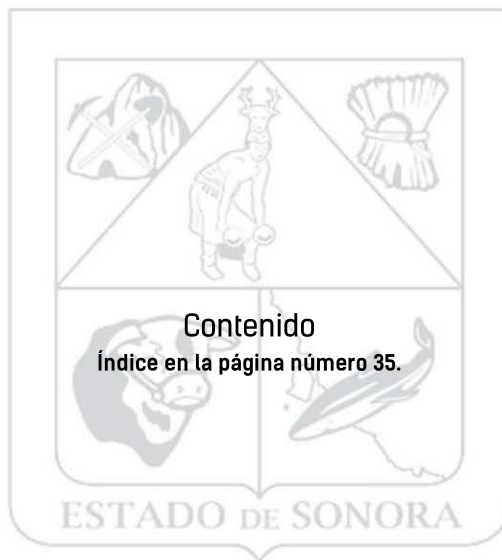 Contenido
Índice en la página número 35.
ESTADO DE SONORA